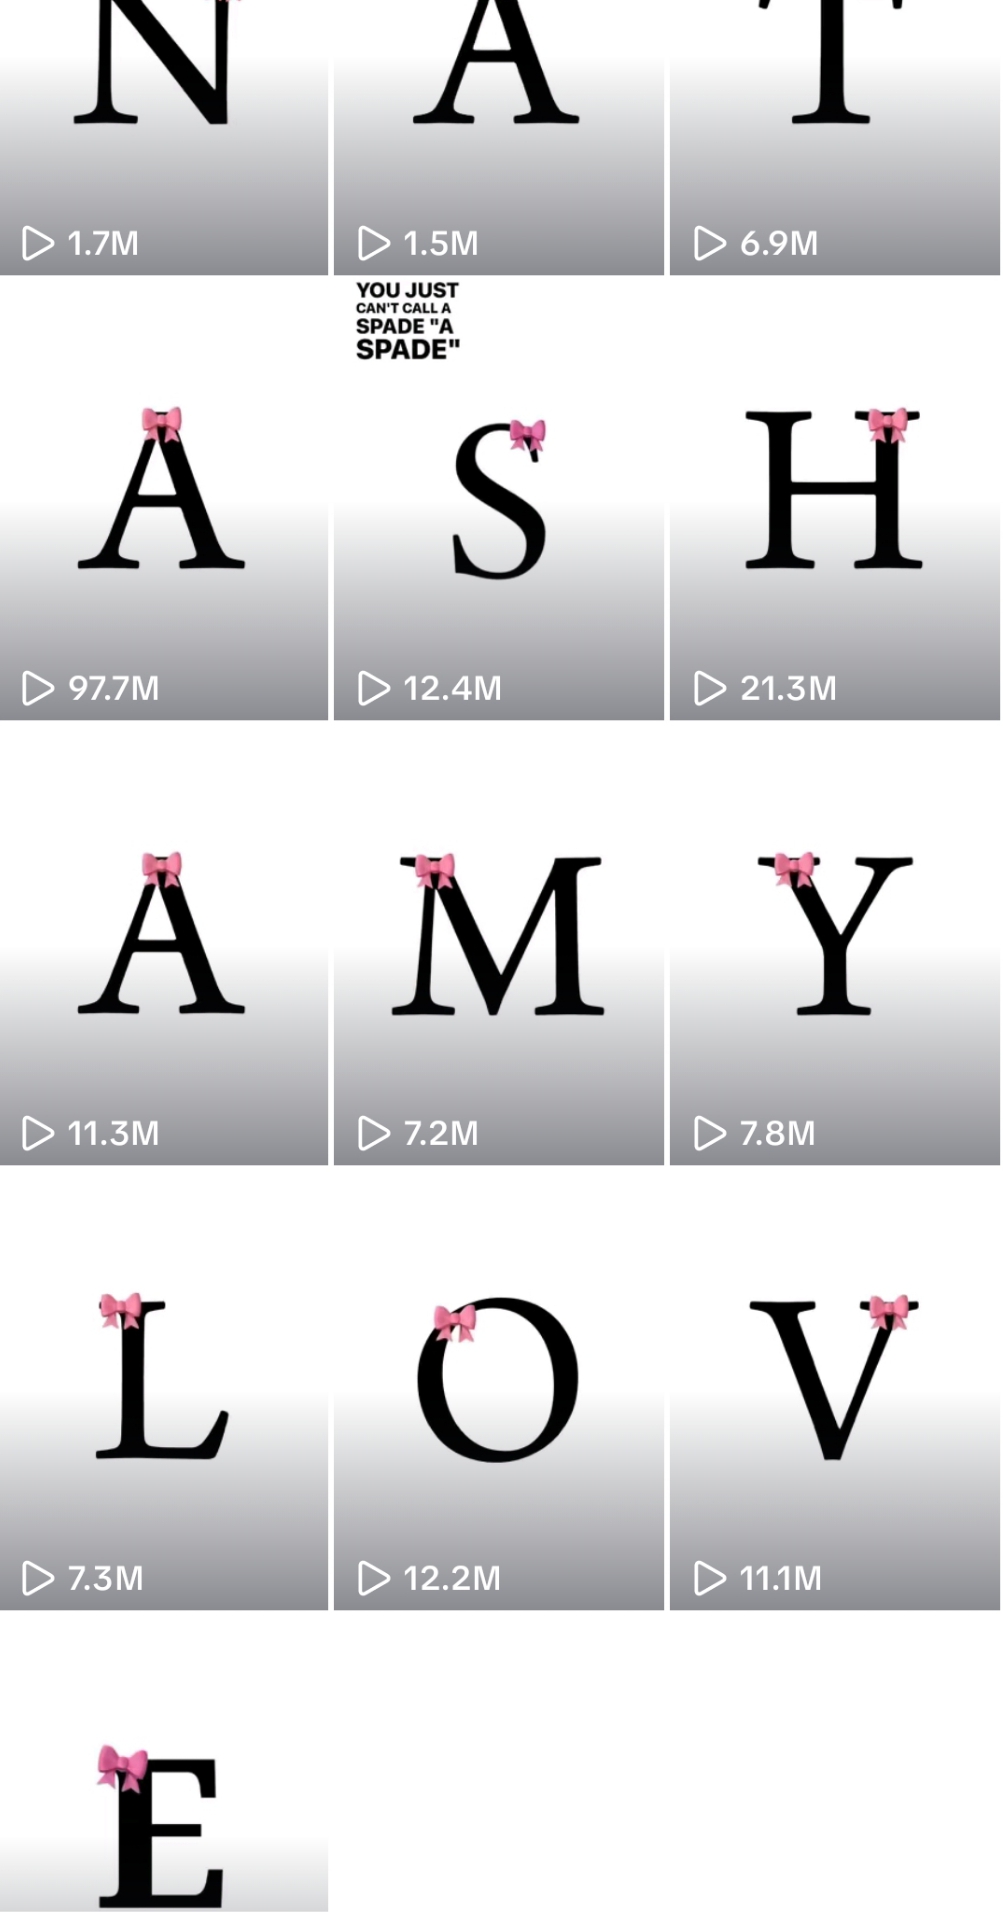 N A T
1.7M 1.5M 6.9M
YOU JUST
CAN'T CALL A
SPADE "A
SPADE"
A S H
97.7M 12.4M 21.3M
A M Y
11.3M 7.2M 7.8M
L O V
7.3M 12.2M 11.1M
E